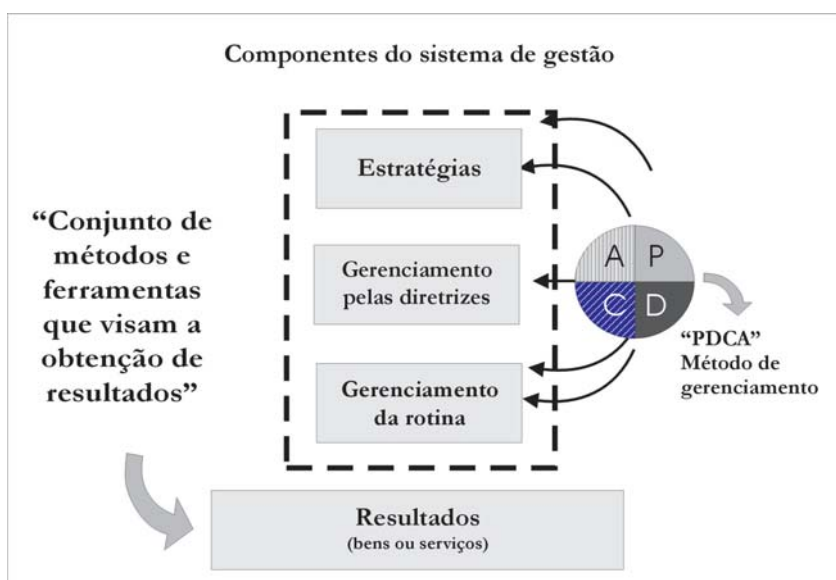 Componentes do sistema de gestão
“Conjunto de
métodos e
ferramentas
que visam a
obtenção de
resultados”
Estratégias
Gerenciamento
pelas diretrizes
Gerenciamento
da rotina
A P
C D
“PDCA”
Método de
gerenciamento
Resultados
(bens ou serviços)